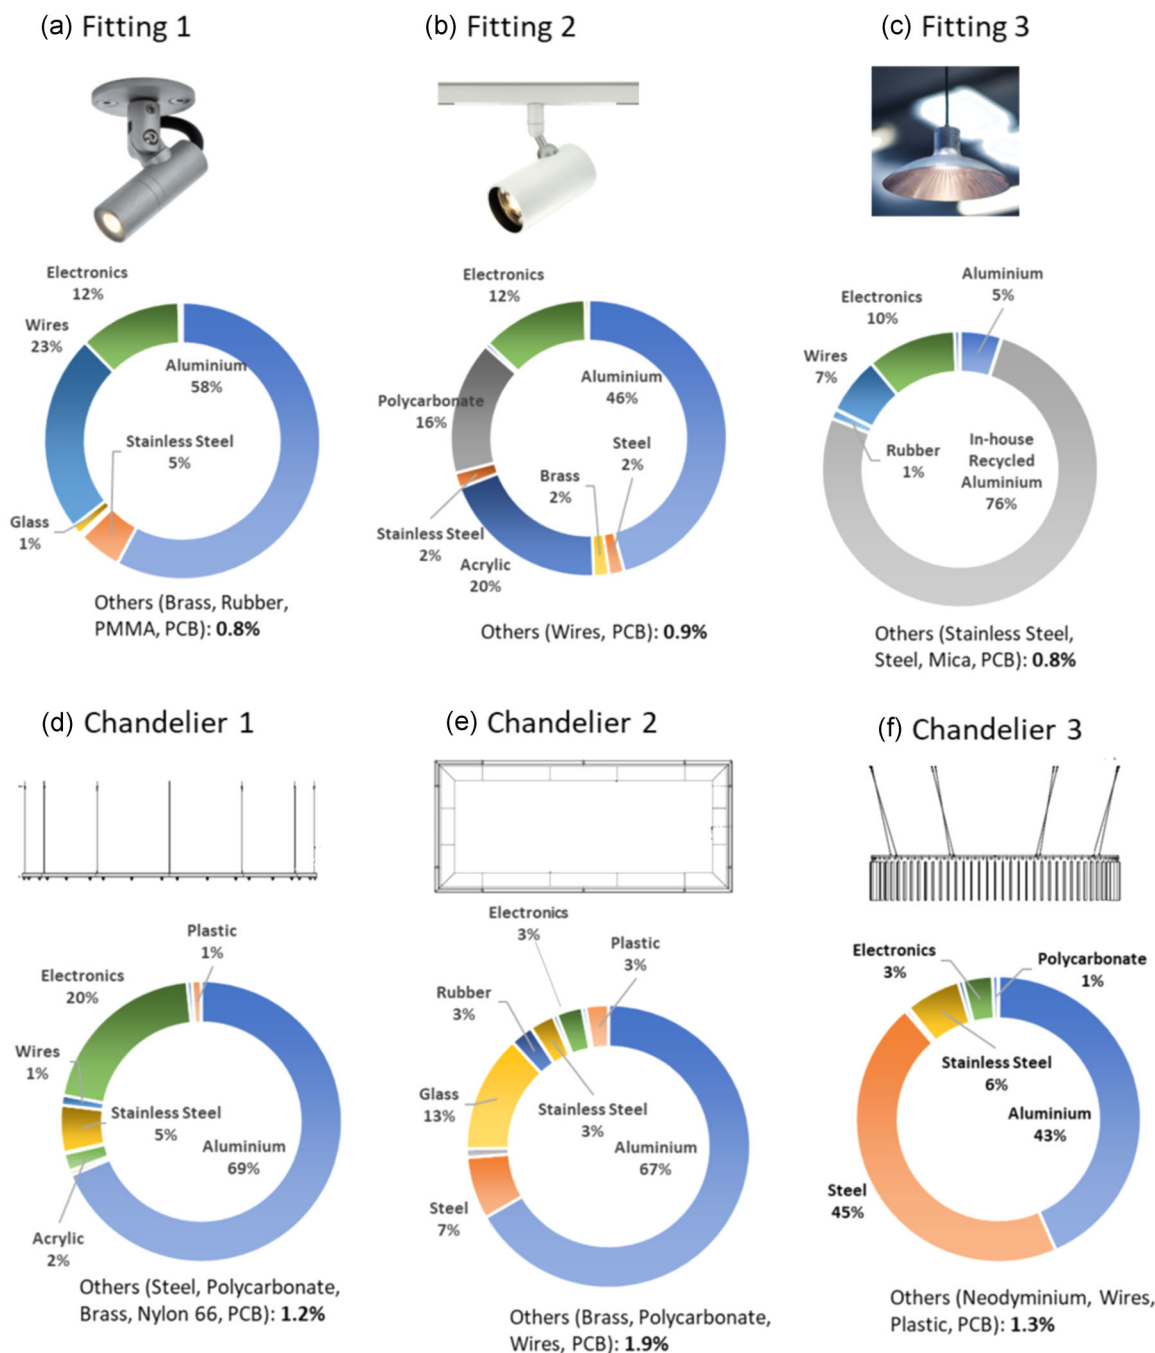 (a) Fitting 1
(b) Fitting 2
(c) Fitting 3
Electronics
12%
Wires
23%
Aluminium
58%
Stainless Steel
5%
Glass
1%
Others (Brass, Rubber,
PMMA, PCB): 0.8%
Electronics
12%
Polycarbonate
16%
Aluminium
46%
Steel
2%
Brass
2%
Stainless Steel
2%
Acrylic
20%
Others (Wires, PCB): 0.9%
Aluminium
5%
Electronics
10%
Wires
7%
Rubber
1%
In-house
Recycled
Aluminium
76%
Others (Stainless Steel,
Steel, Mica, PCB): 0.8%
(d) Chandelier 1
(e) Chandelier 2
(f) Chandelier 3
Plastic
1%
Electronics
20%
Wires
1%
Stainless Steel
5%
Aluminium
69%
Acrylic
2%
Others (Steel, Polycarbonate,
Brass, Nylon 66, PCB): 1.2%
Electronics
3%
Plastic
3%
Rubber
3%
Glass
13%
Stainless Steel
3%
Aluminium
67%
Steel
7%
Others (Brass, Polycarbonate,
Wires, PCB): 1.9%
Electronics
3%
Polycarbonate
1%
Stainless Steel
6%
Aluminium
43%
Steel
45%
Others (Neodyminium, Wires,
Plastic, PCB): 1.3%